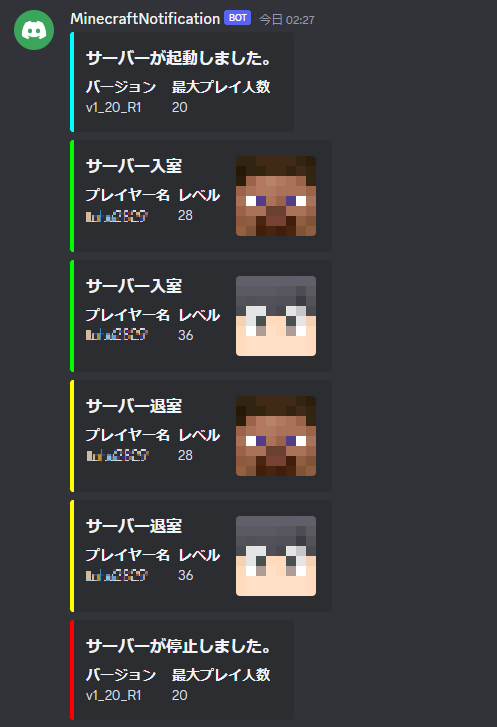 MinecraftNotification BOT 今日 02:27
サーバーが起動しました。
バージョン 最大プレイ人数
v1_20_R1 20
サーバー入室
プレイヤー名 レベル
28
サーバー入室
プレイヤー名 レベル
36
サーバー退室
プレイヤー名 レベル
28
サーバー退室
プレイヤー名 レベル
36
サーバーが停止しました。
バージョン 最大プレイ人数
v1_20_R1 20